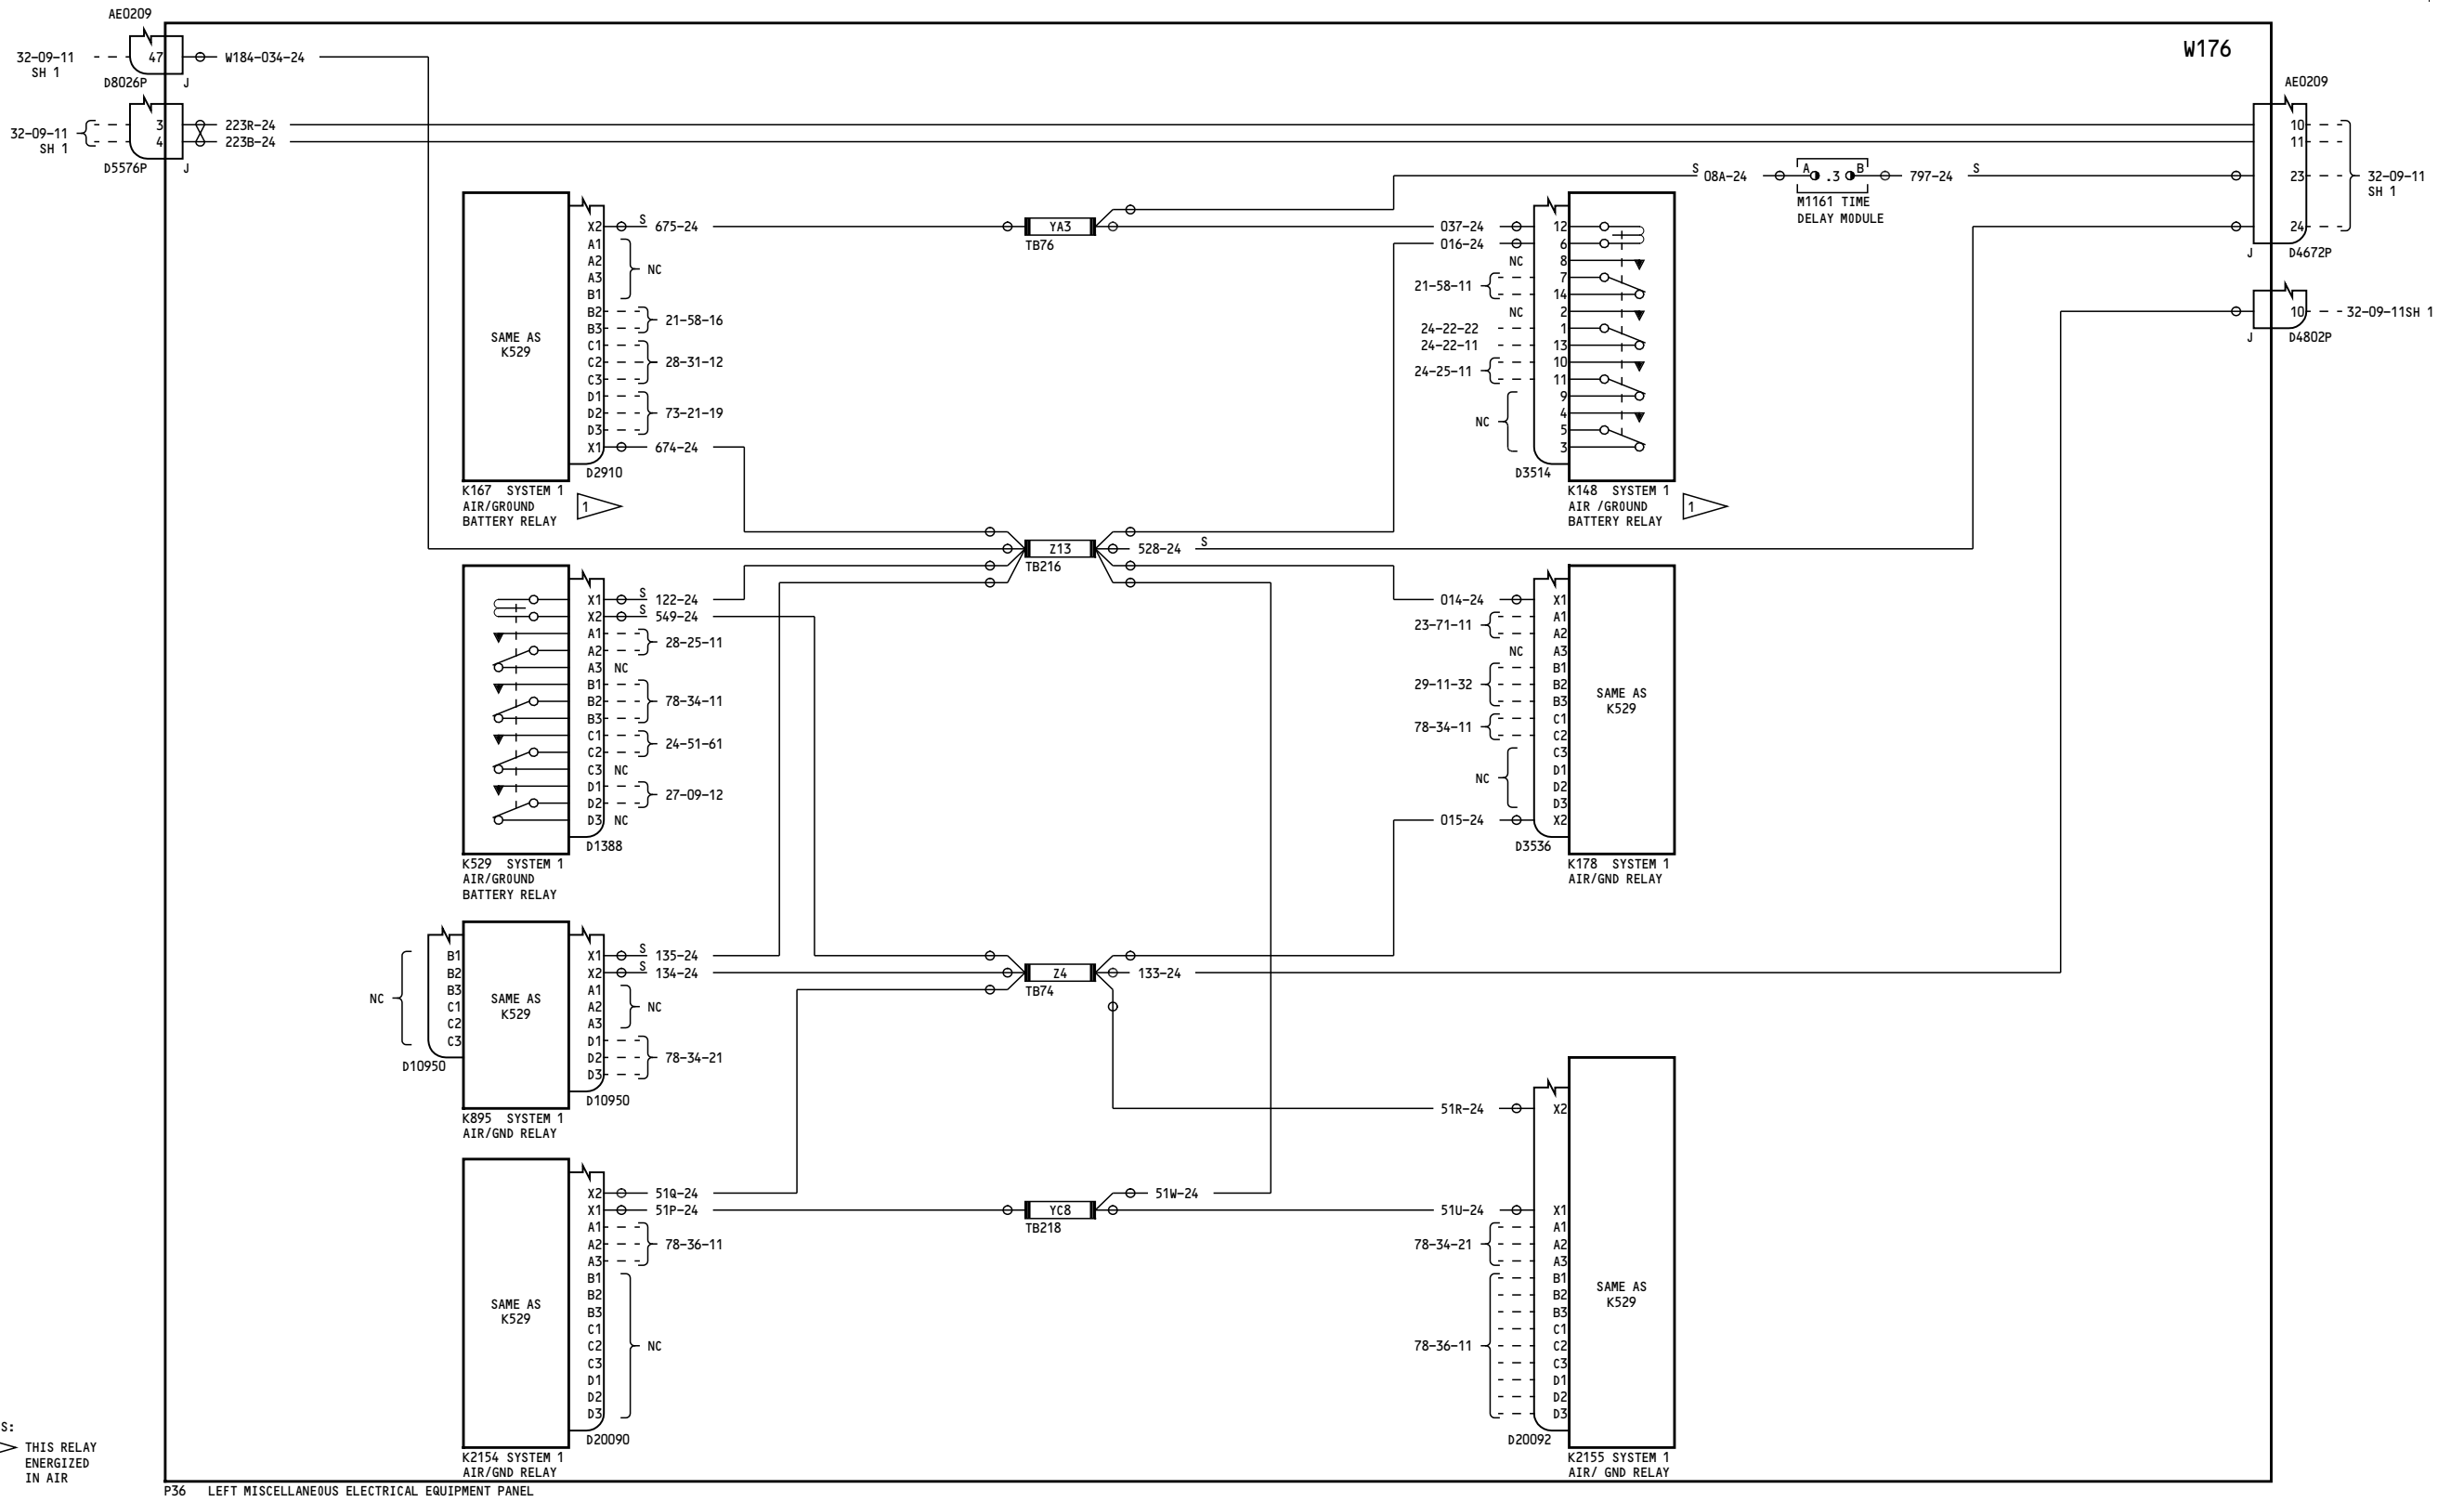 AE0209
32-09-11
SH 1
47
D8026P
J
W184-034-24
32-09-11
SH 1
3
4
D5576P
J
223R-24
223B-24
W176
AE0209
10
11
23
24
32-09-11
SH 1
J
D4672P
10
32-09-11SH 1
J
D4802P
S
08A-24
A
.3
B
797-24
S
M1161 TIME
DELAY MODULE
SAME AS
K529
X2
A1
A2
A3
B1
B2
B3
C1
C2
C3
D1
D2
D3
X1
S
675-24
NC
21-58-16
28-31-12
73-21-19
674-24
D2910
K167 SYSTEM 1
AIR/GROUND
BATTERY RELAY
1
YA3
TB76
037-24
016-24
NC
21-58-11
NC
24-22-22
24-22-11
24-25-11
NC
12
6
8
7
14
2
1
13
10
11
9
4
5
3
D3514
K148 SYSTEM 1
AIR /GROUND
BATTERY RELAY
1
Z13
TB216
528-24
S
X1
X2
A1
A2
A3
B1
B2
B3
C1
C2
C3
D1
D2
D3
S
122-24
S
549-24
28-25-11
NC
78-34-11
24-51-61
NC
27-09-12
NC
D1388
K529 SYSTEM 1
AIR/GROUND
BATTERY RELAY
014-24
23-71-11
NC
29-11-32
78-34-11
NC
015-24
X1
A1
A2
A3
B1
B2
B3
C1
C2
C3
D1
D2
D3
X2
SAME AS
K529
D3536
K178 SYSTEM 1
AIR/GND RELAY
NC
B1
B2
B3
C1
C2
C3
D10950
SAME AS
K529
X1
X2
A1
A2
A3
D1
D2
D3
S
135-24
S
134-24
NC
78-34-21
D10950
K895 SYSTEM 1
AIR/GND RELAY
Z4
TB74
133-24
SAME AS
K529
X2
X1
A1
A2
A3
B1
B2
B3
C1
C2
C3
D1
D2
D3
51Q-24
51P-24
78-36-11
NC
D20090
K2154 SYSTEM 1
AIR/GND RELAY
YC8
TB218
51W-24
51R-24
51U-24
78-34-21
78-36-11
X2
X1
A1
A2
A3
B1
B2
B3
C1
C2
C3
D1
D2
D3
SAME AS
K529
D20092
K2155 SYSTEM 1
AIR/ GND RELAY
S:
THIS RELAY
ENERGIZED
IN AIR
P36 LEFT MISCELLANEOUS ELECTRICAL EQUIPMENT PANEL